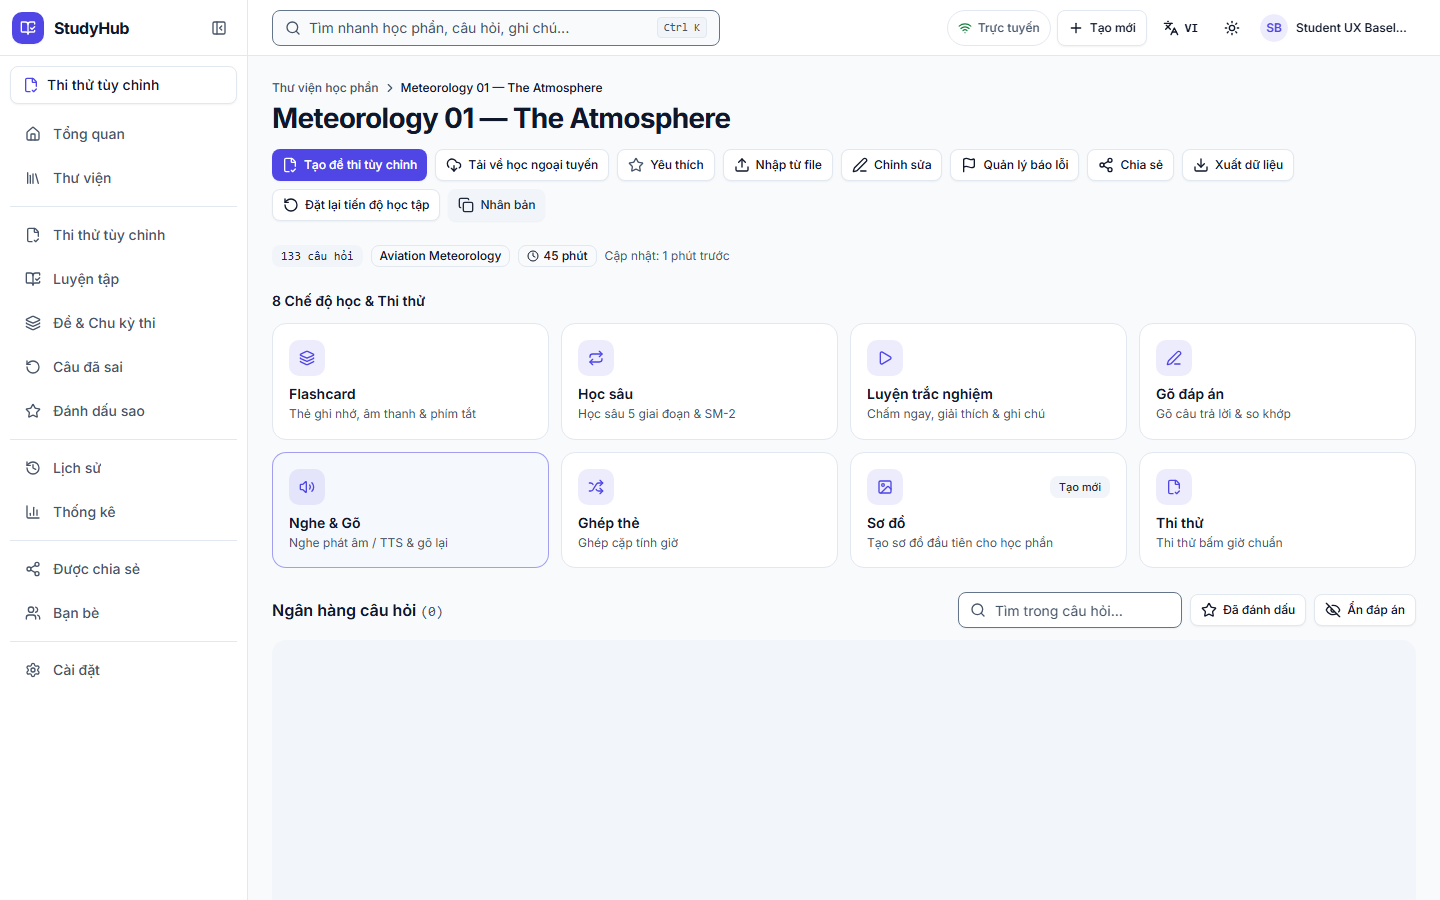 StudyHub
Tìm nhanh học phần, câu hỏi, ghi chú...
Ctrl K
Trực tuyến
Tạo mới
VI
SB
Student UX Basel...
Thi thử tùy chỉnh
Tổng quan
Thư viện
Thi thử tùy chỉnh
Luyện tập
Đề & Chu kỳ thi
Câu đã sai
Đánh dấu sao
Lịch sử
Thống kê
Được chia sẻ
Bạn bè
Cài đặt
Thư viện học phần > Meteorology 01 — The Atmosphere
Meteorology 01 — The Atmosphere
Tạo đề thi tùy chỉnh
Tải về học ngoại tuyến
Yêu thích
Nhập từ file
Chỉnh sửa
Quản lý báo lỗi
Chia sẻ
Xuất dữ liệu
Đặt lại tiến độ học tập
Nhân bản
133 câu hỏi
Aviation Meteorology
45 phút
Cập nhật: 1 phút trước
8 Chế độ học & Thi thử
Flashcard
Thẻ ghi nhớ, âm thanh & phím tắt
Học sâu
Học sâu 5 giai đoạn & SM-2
Luyện trắc nghiệm
Chấm ngay, giải thích & ghi chú
Gõ đáp án
Gõ câu trả lời & so khớp
Nghe & Gõ
Nghe phát âm / TTS & gõ lại
Ghép thẻ
Ghép cặp tính giờ
Tạo mới
Sơ đồ
Tạo sơ đồ đầu tiên cho học phần
Thi thử
Thi thử bấm giờ chuẩn
Ngân hàng câu hỏi (0)
Tìm trong câu hỏi...
Đã đánh dấu
Ẩn đáp án